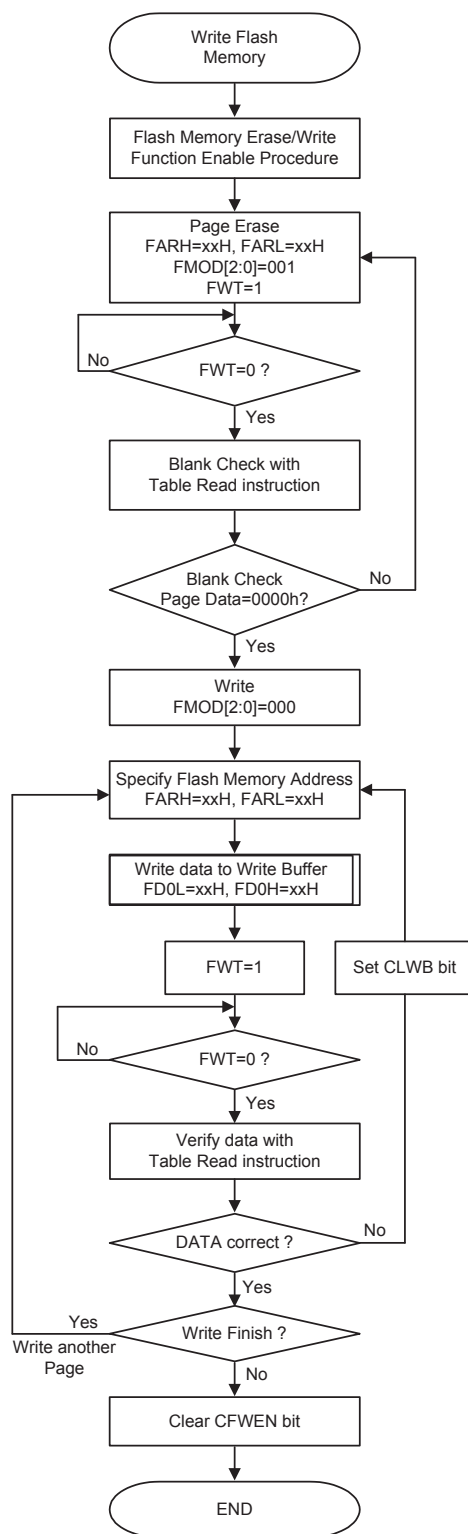 Write Flash
Memory
Flash Memory Erase/Write
Function Enable Procedure
Page Erase
FARH=xxH, FARL=xxH
FMOD[2:0]=001
FWT=1
No
FWT=0 ?
Yes
Blank Check with
Table Read instruction
Blank Check
Page Data=0000h?
No
Yes
Write
FMOD[2:0]=000
Specify Flash Memory Address
FARH=xxH, FARL=xxH
Write data to Write Buffer
FD0L=xxH, FD0H=xxH
FWT=1
Set CLWB bit
No
FWT=0 ?
Yes
Verify data with
Table Read instruction
DATA correct ?
No
Yes
Yes
Write another
Page
Write Finish ?
No
Clear CFWEN bit
END